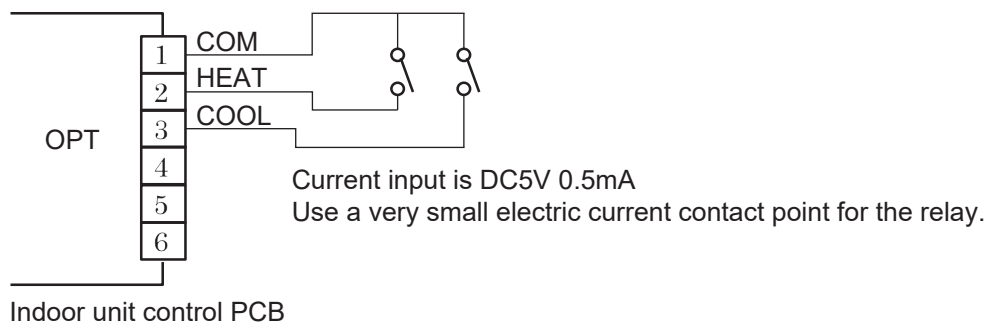 COM
1
HEAT
2
COOL
3
OPT
4
5
6
Current input is DC5V 0.5mA
Use a very small electric current contact point for the relay.
Indoor unit control PCB